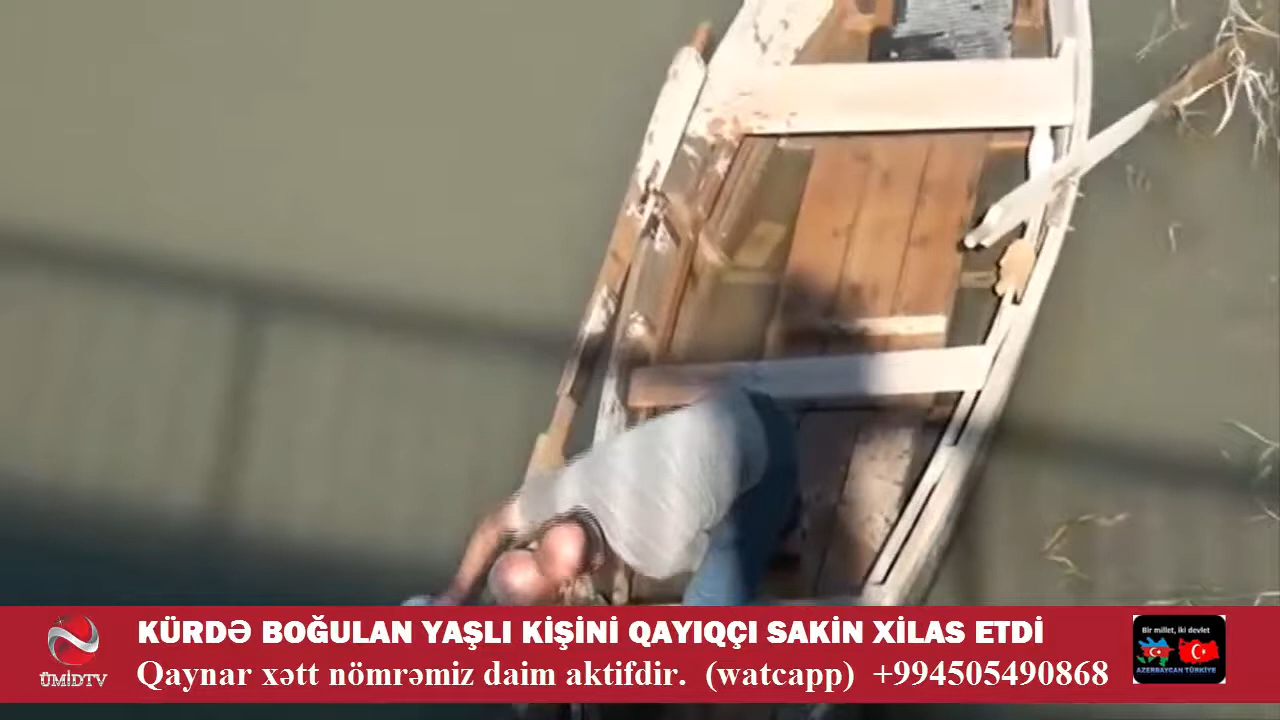 KÜRDƏ BOĞULAN YAŞLI KİŞİNİ QAYIQÇI SAKİN XİLAS ETDİ
Qaynar xətt nömrəmiz daim aktifdir. (watcapp) +994505490868
ÜMİDTV
Bir millet, iki devlet
AZERBAYCAN TÜRKİYE